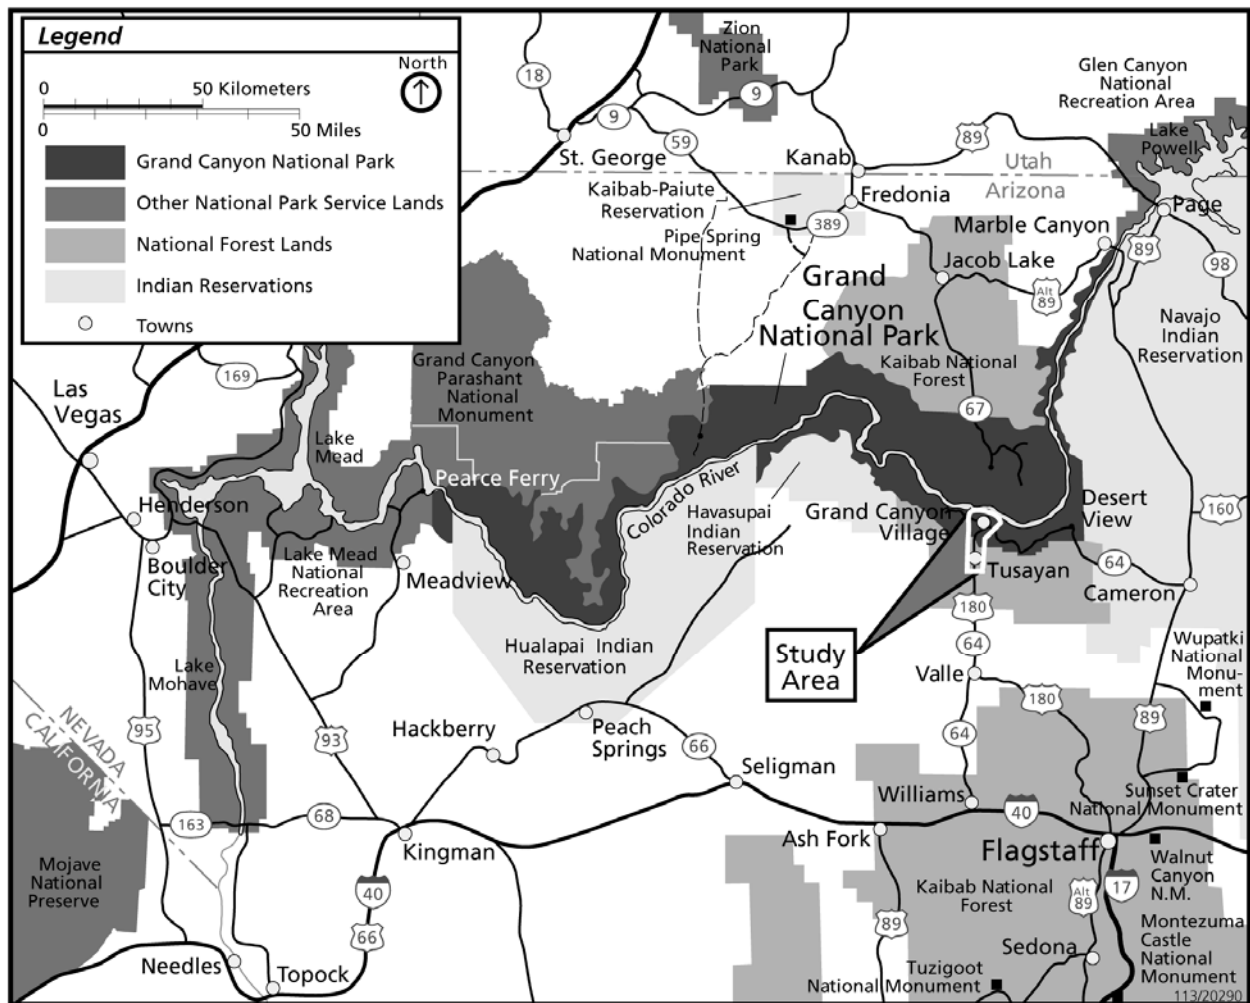 Legend
North
0 50 Kilometers
0 50 Miles
Grand Canyon National Park
Other National Park Service Lands
National Forest Lands
Indian Reservations
Towns
18
Zion
National
Park
9
9
59
St. George
Kanab
89
Utah
Arizona
Glen Canyon
National
Recreation Area
Lake
Powell
Kaibab-Paiute
Reservation
Fredonia
389
Pipe Spring
National Monument
Marble Canyon
Page
89
98
Jacob Lake
Alt
89
Grand
Canyon
National Park
Navajo
Indian
Reservation
Kaibab National
Forest
67
169
Las
Vegas
Grand Canyon
Parashant
National
Monument
Lake
Mead
Pearce Ferry
Colorado River
Henderson
Boulder
City
Lake Mead
National
Recreation
Area
Meadview
Havasupai
Indian
Reservation
Grand Canyon
Village
Desert
View
160
Tusayan
64
Cameron
180
64
Hualapai Indian
Reservation
Study
Area
Valle
180
Wupatki
National
Monu-
ment
Lake
Mohave
NEVADA
CALIFORNIA
95
93
Hackberry
Peach
Springs
66
64
89
Seligman
Sunset Crater
National Monument
Williams
40
163
68
Kingman
Ash Fork
Flagstaff
Walnut
Canyon
N.M.
Mojave
National
Preserve
40
66
Kaibab National
Forest
Alt
89
17
89
Montezuma
Castle
National
Monument
Sedona
Needles
Topock
Tuzigoot
National Monument
113/20290